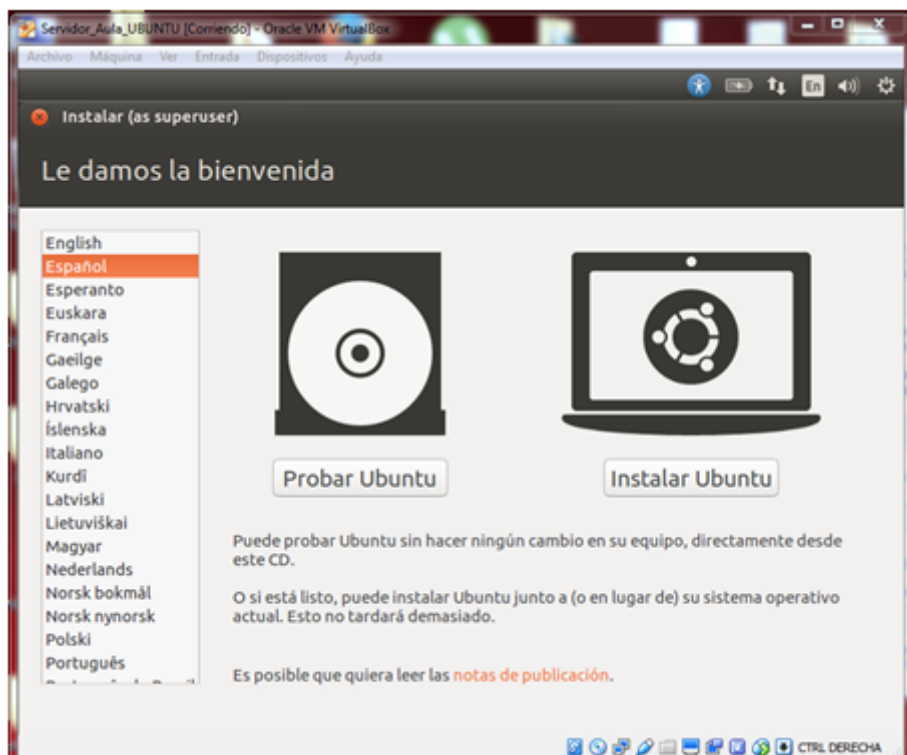 Servidor_Aula_UBUNTU [Corriendo] - Oracle VM VirtualBox
Archivo Máquina Ver Entrada Dispositivos Ayuda
En
Instalar (as superuser)
Le damos la bienvenida
English
Español
Esperanto
Euskara
Français
Gaeilge
Galego
Hrvatski
Íslenska
Italiano
Kurdî
Latviski
Lietuviškai
Magyar
Nederlands
Norsk bokmål
Norsk nynorsk
Polski
Português
Probar Ubuntu
Instalar Ubuntu
Puede probar Ubuntu sin hacer ningún cambio en su equipo, directamente desde
este CD.
O si está listo, puede instalar Ubuntu junto a (o en lugar de) su sistema operativo
actual. Esto no tardará demasiado.
Es posible que quiera leer las notas de publicación.
CTRL DERECHA